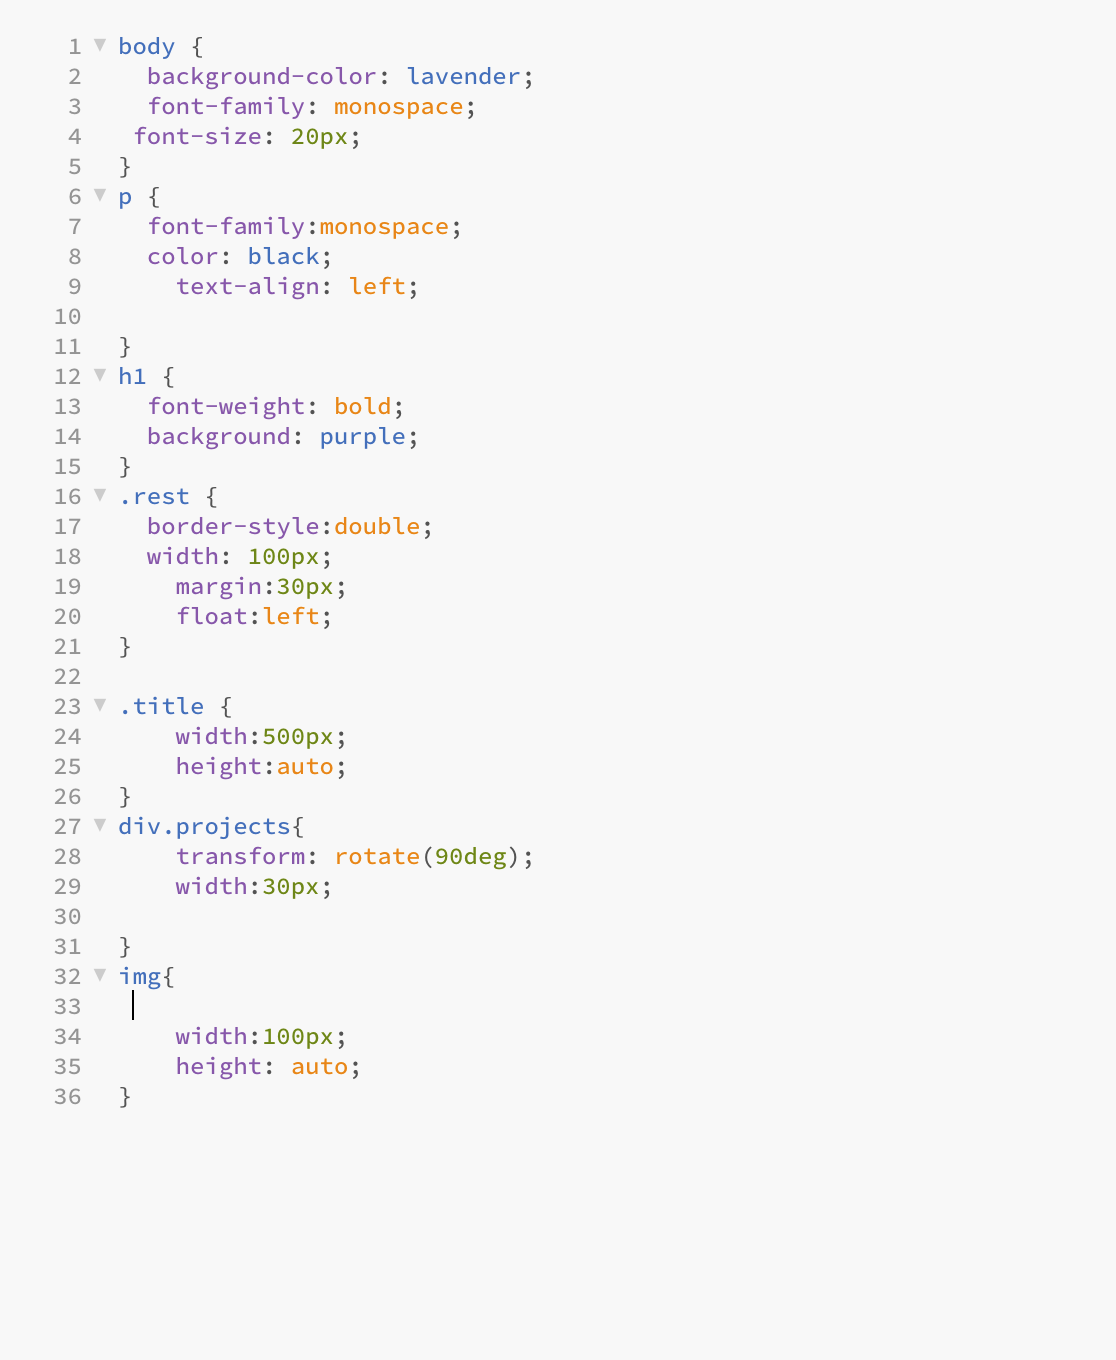 1 ▼ body {
2     background-color: lavender;
3     font-family: monospace;
4    font-size: 20px;
5   }
6 ▼ p {
7     font-family:monospace;
8     color: black;
9       text-align: left;
10
11  }
12 ▼ h1 {
13    font-weight: bold;
14    background: purple;
15  }
16 ▼ .rest {
17    border-style:double;
18    width: 100px;
19      margin:30px;
20      float:left;
21  }
22
23 ▼ .title {
24      width:500px;
25      height:auto;
26  }
27 ▼ div.projects{
28      transform: rotate(90deg);
29      width:30px;
30
31  }
32 ▼ img{
33
34      width:100px;
35      height: auto;
36  }